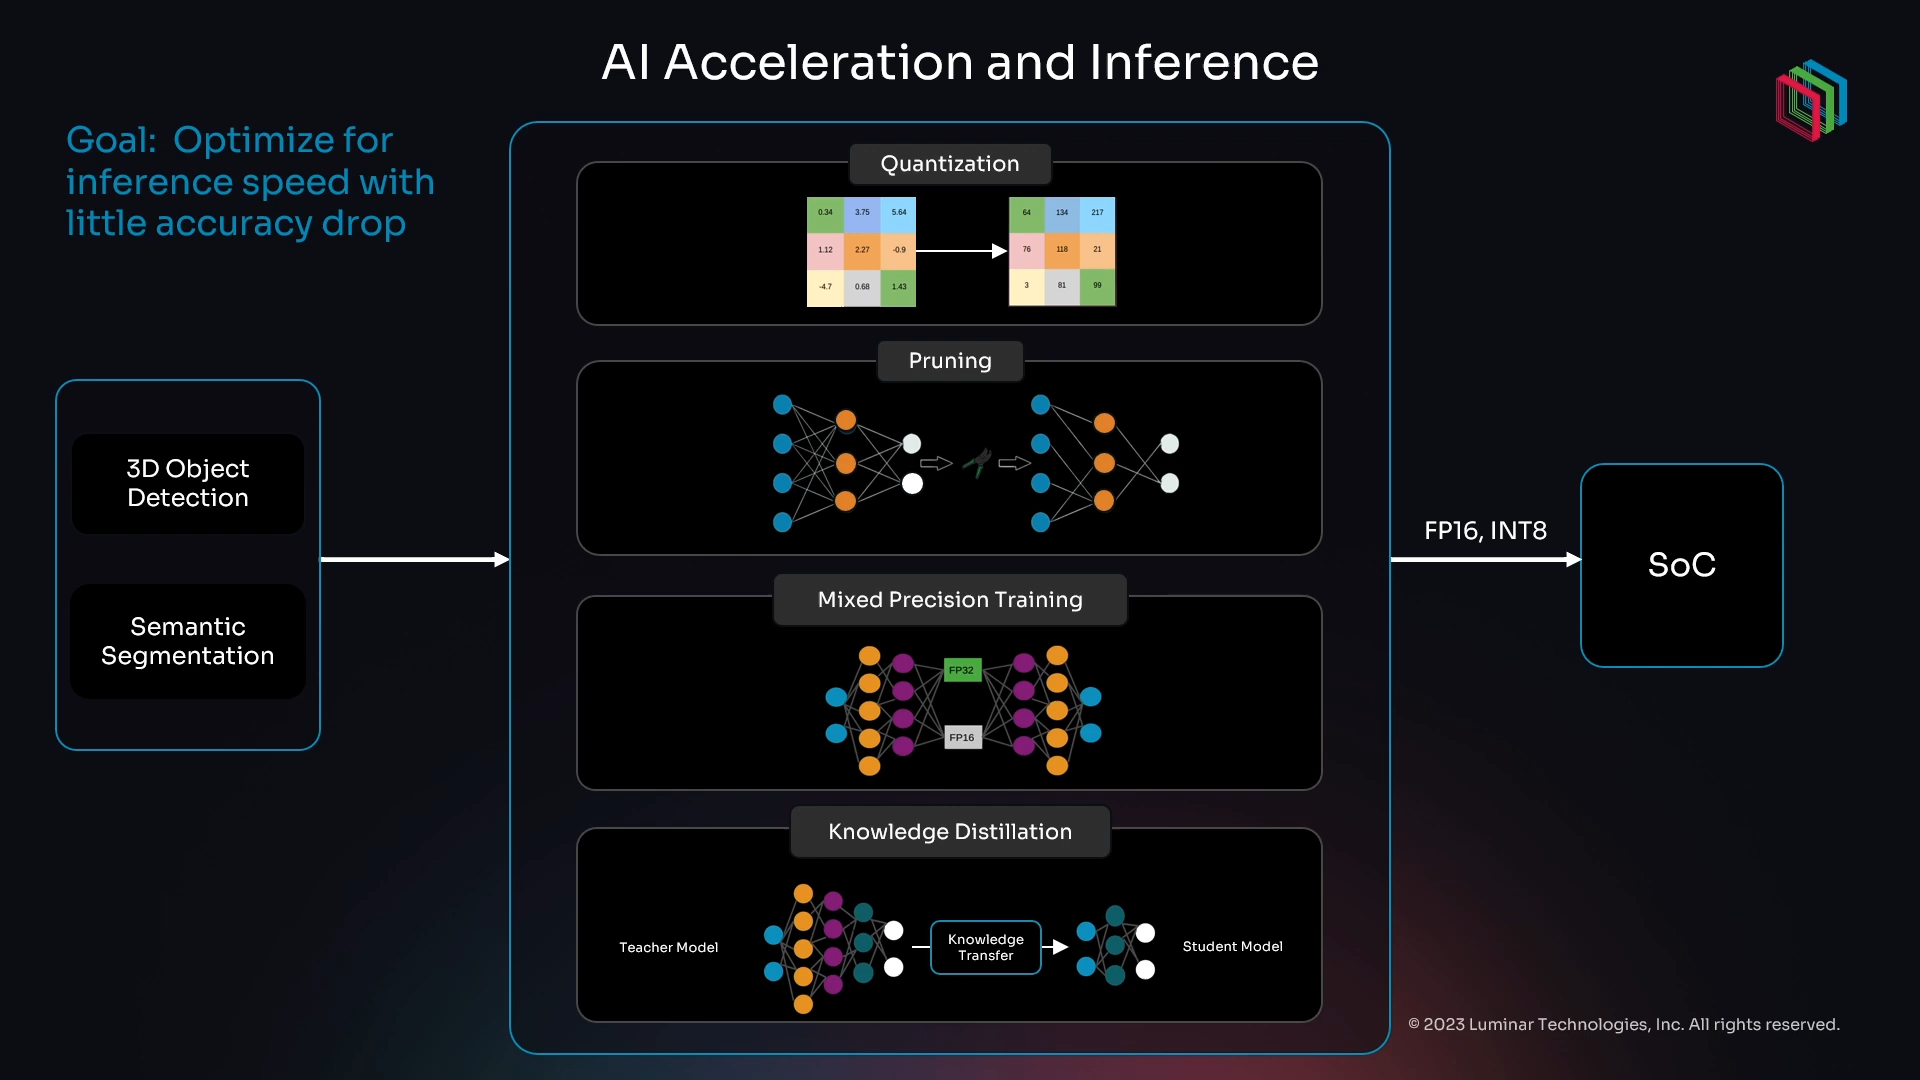 AI Acceleration and Inference
Goal: Optimize for
inference speed with
little accuracy drop
3D Object
Detection
Semantic
Segmentation
Quantization
0.34 3.75 5.64
1.12 2.27 -0.9
-4.7 0.68 1.43
64 134 217
76 118 21
3 81 99
Pruning
Mixed Precision Training
FP32
FP16
Knowledge Distillation
Teacher Model
Knowledge
Transfer
Student Model
FP16, INT8
SoC
© 2023 Luminar Technologies, Inc. All rights reserved.